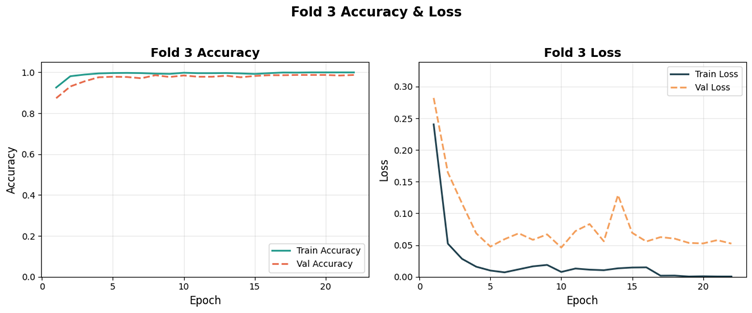 Fold 3 Accuracy & Loss
Fold 3 Accuracy
1.0
0.8
0.6
0.4
0.2
0.0
Accuracy
0
5
10
15
20
Epoch
Train Accuracy
Val Accuracy
Fold 3 Loss
0.30
0.25
0.20
0.15
0.10
0.05
0.00
Loss
0
5
10
15
20
Epoch
Train Loss
Val Loss